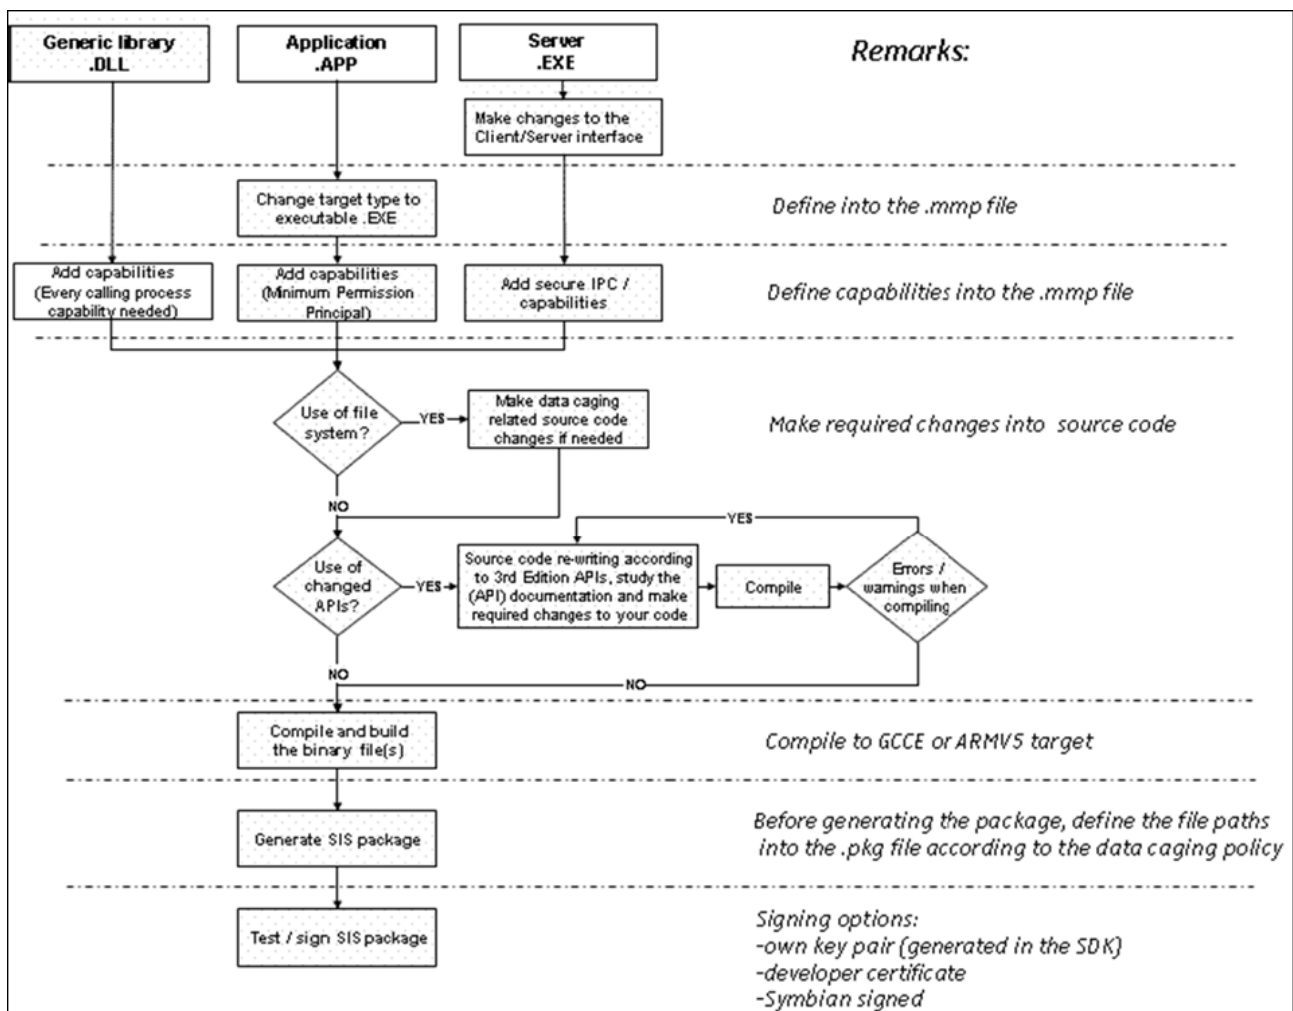 Generic library
.DLL
Application
.APP
Server
.EXE
Remarks:
Make changes to the
Client/Server interface
Change target type to
executable .EXE
Define into the .mmp file
Add capabilities
(Every calling process
capability needed)
Add capabilities
(Minimum Permission
Principal)
Add secure IPC /
capabilities
Define capabilities into the .mmp file
Use of file
system?
YES
Make data caging
related source code
changes if needed
Make required changes into source code
NO
YES
Use of
changed
APIs?
YES
Source code re-writing according
to 3rd Edition APIs, study the
(API) documentation and make
required changes to your code
Compile
Errors /
warnings when
compiling
NO
NO
Compile and build
the binary file(s)
Compile to GCCE or ARMV5 target
Generate SIS package
Before generating the package, define the file paths
into the .pkg file according to the data caging policy
Test / sign SIS package
Signing options:
-own key pair (generated in the SDK)
-developer certificate
-Symbian signed